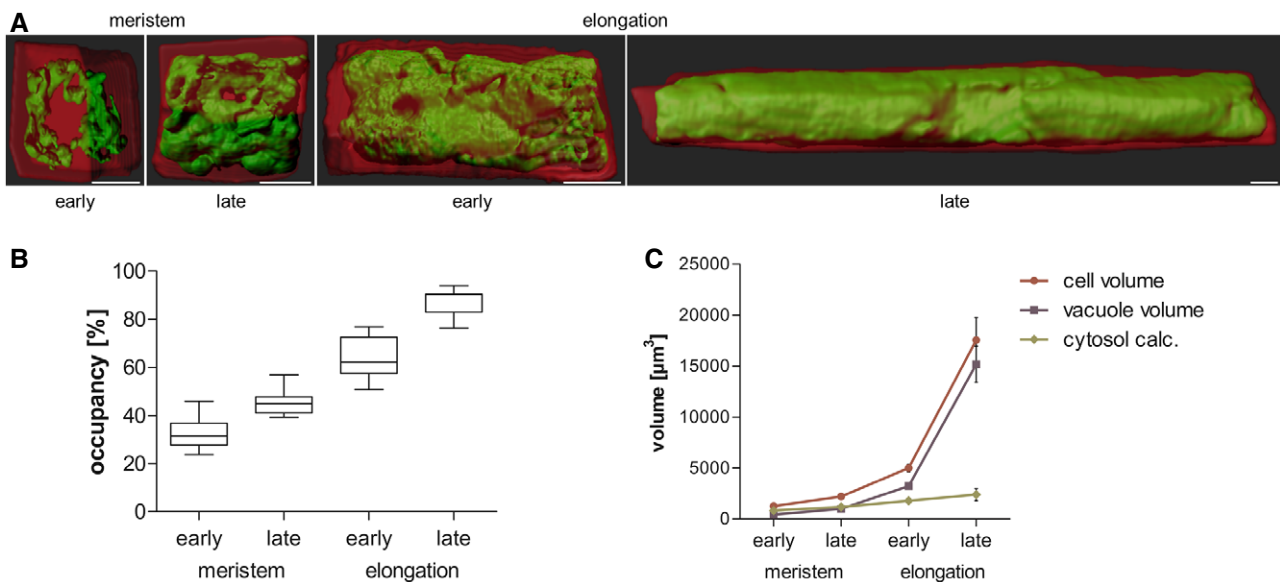 A
meristem
elongation
early
late
early
late
B
occupancy [%]
100
80
60
40
20
0
early
late
early
late
meristem
elongation
C
volume [µm³]
25000
20000
15000
10000
5000
0
early
late
early
late
meristem
elongation
cell volume
vacuole volume
cytosol calc.